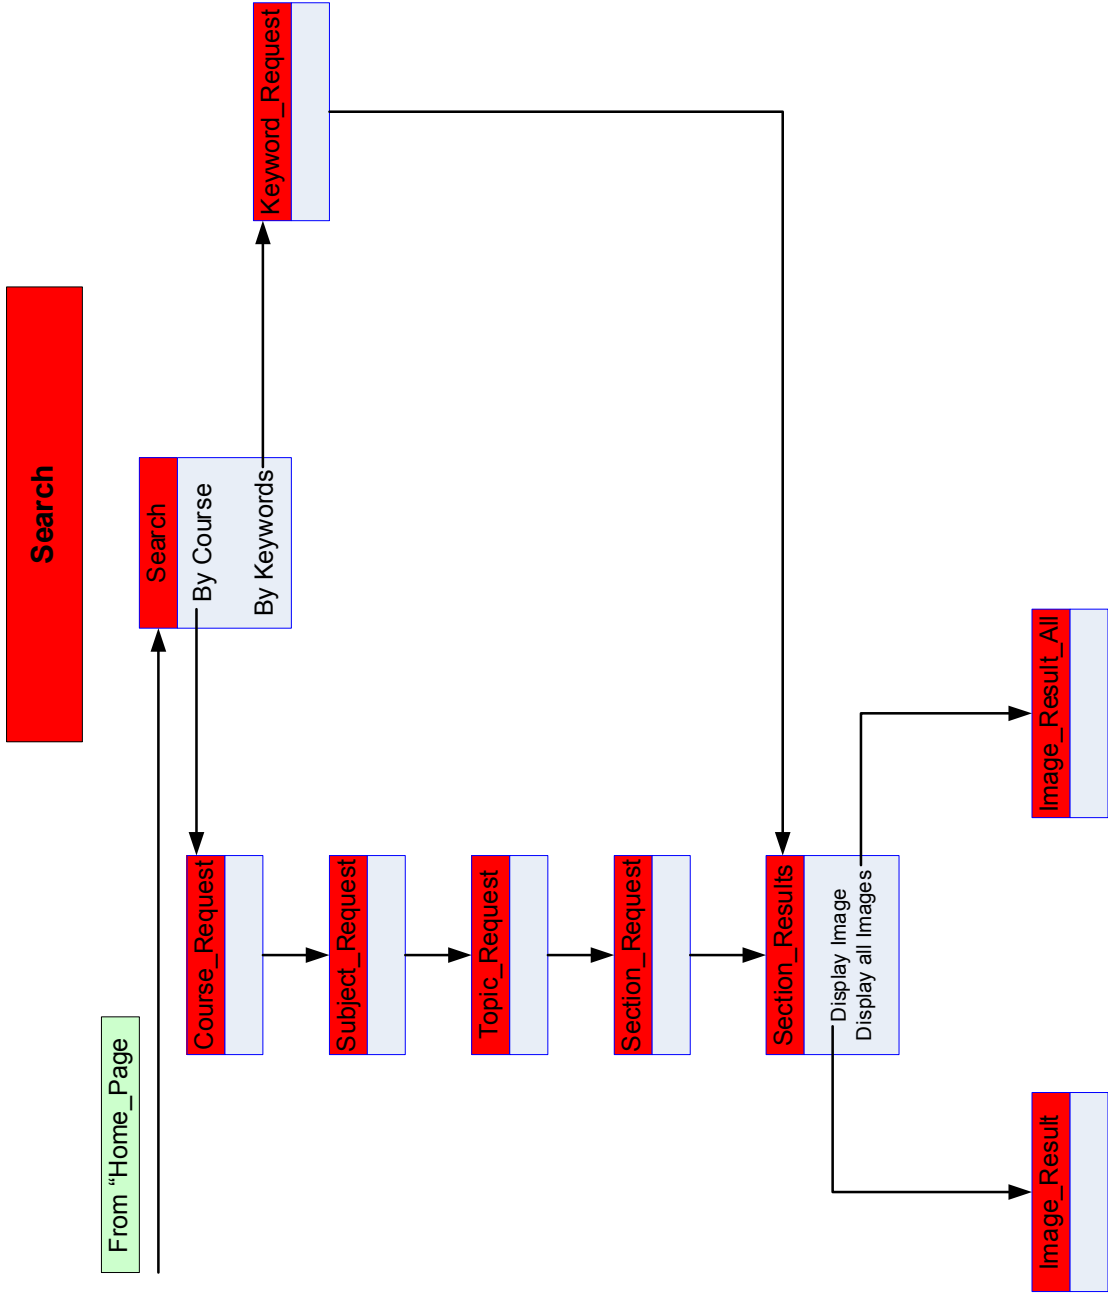 Search
From “Home_Page
Search
By Course
By Keywords
Keyword_Request
Course_Request
Subject_Request
Topic_Request
Section_Request
Section_Results
Display Image
Display all Images
Image_Result
Image_Result_All